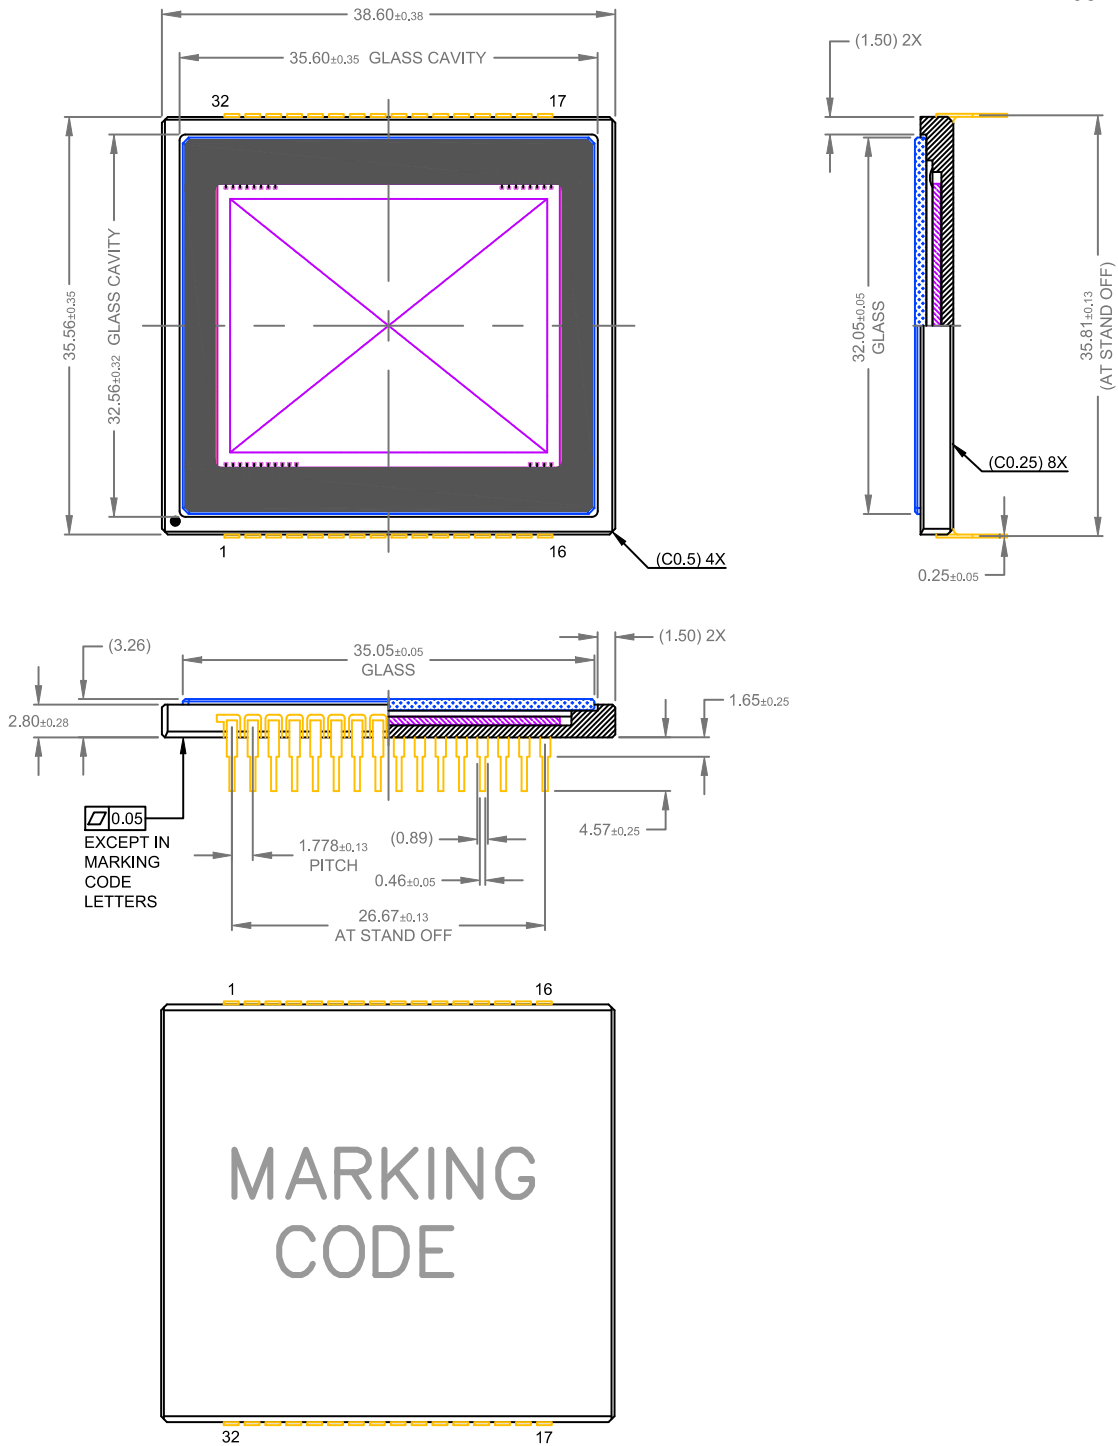 38.60±0.38
35.60±0.35 GLASS CAVITY
(1.50) 2X
32
17
35.56±0.35
32.56±0.32 GLASS CAVITY
32.05±0.05
GLASS
35.81±0.13
(AT STAND OFF)
(C0.25) 8X
1
16
(C0.5) 4X
0.25±0.05
(3.26)
35.05±0.05
GLASS
(1.50) 2X
2.80±0.28
1.65±0.25
0.05
EXCEPT IN
MARKING
CODE
LETTERS
1.778±0.13
PITCH
(0.89)
4.57±0.25
0.46±0.05
26.67±0.13
AT STAND OFF
1
16
MARKING
CODE
32
17